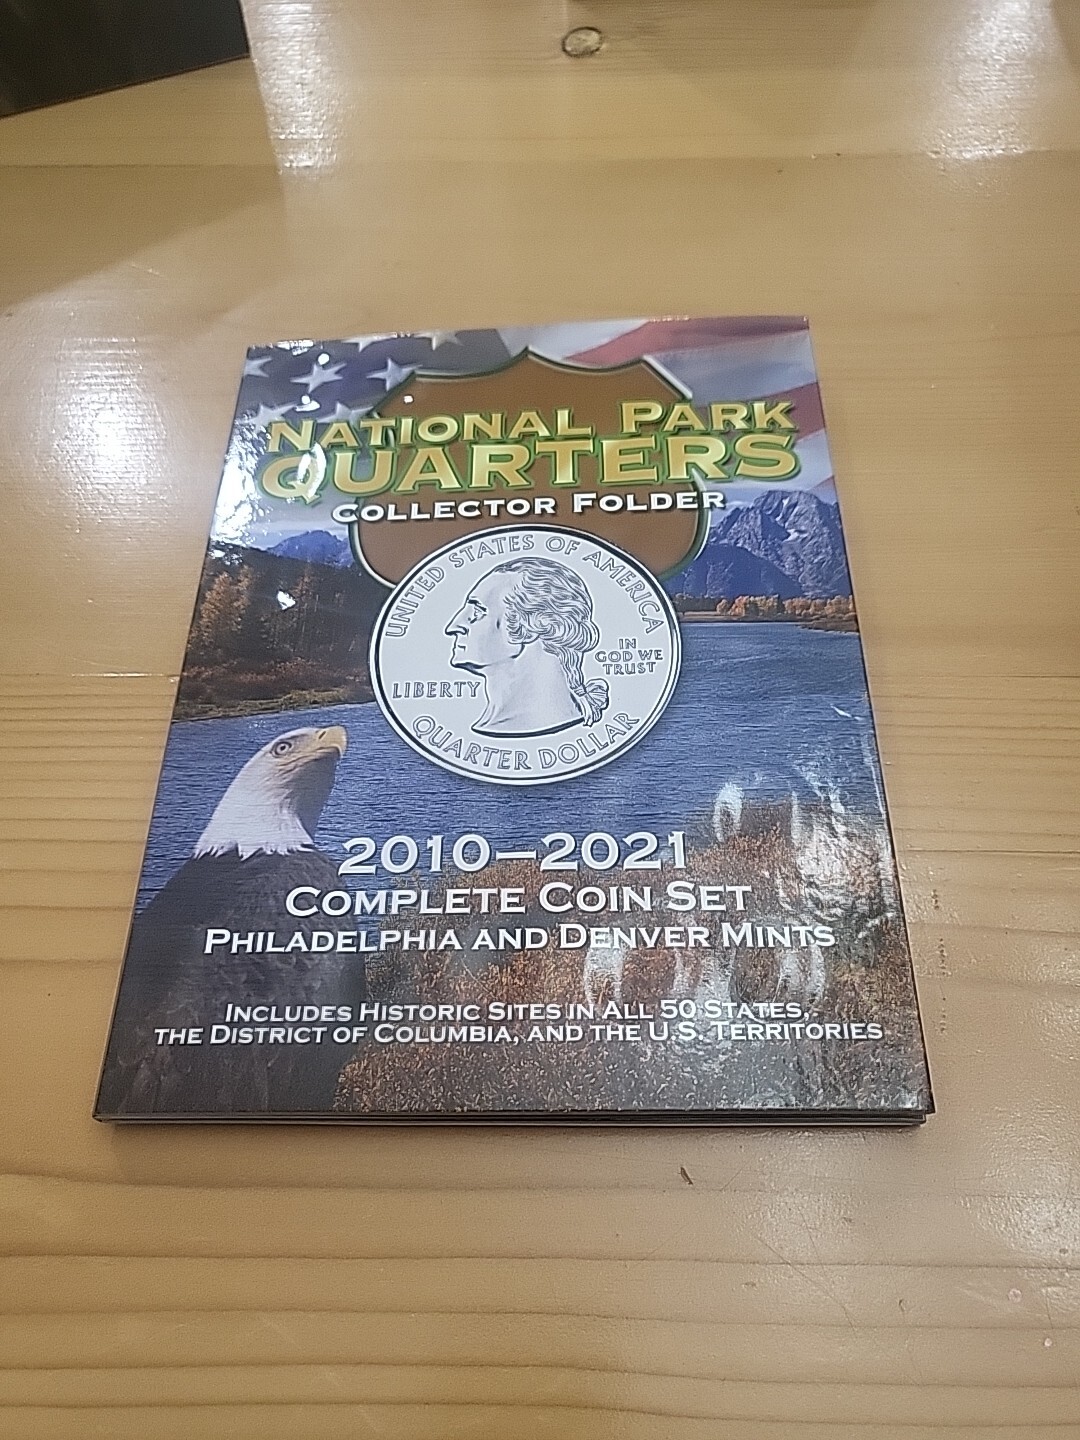 NATIONAL PARK
QUARTERS
COLLECTOR FOLDER
UNITED STATES OF AMERICA
IN
GOD WE
TRUST
LIBERTY
QUARTER DOLLAR
2010–2021
COMPLETE COIN SET
PHILADELPHIA AND DENVER MINTS
INCLUDES HISTORIC SITES IN ALL 50 STATES,
THE DISTRICT OF COLUMBIA, AND THE U.S. TERRITORIES